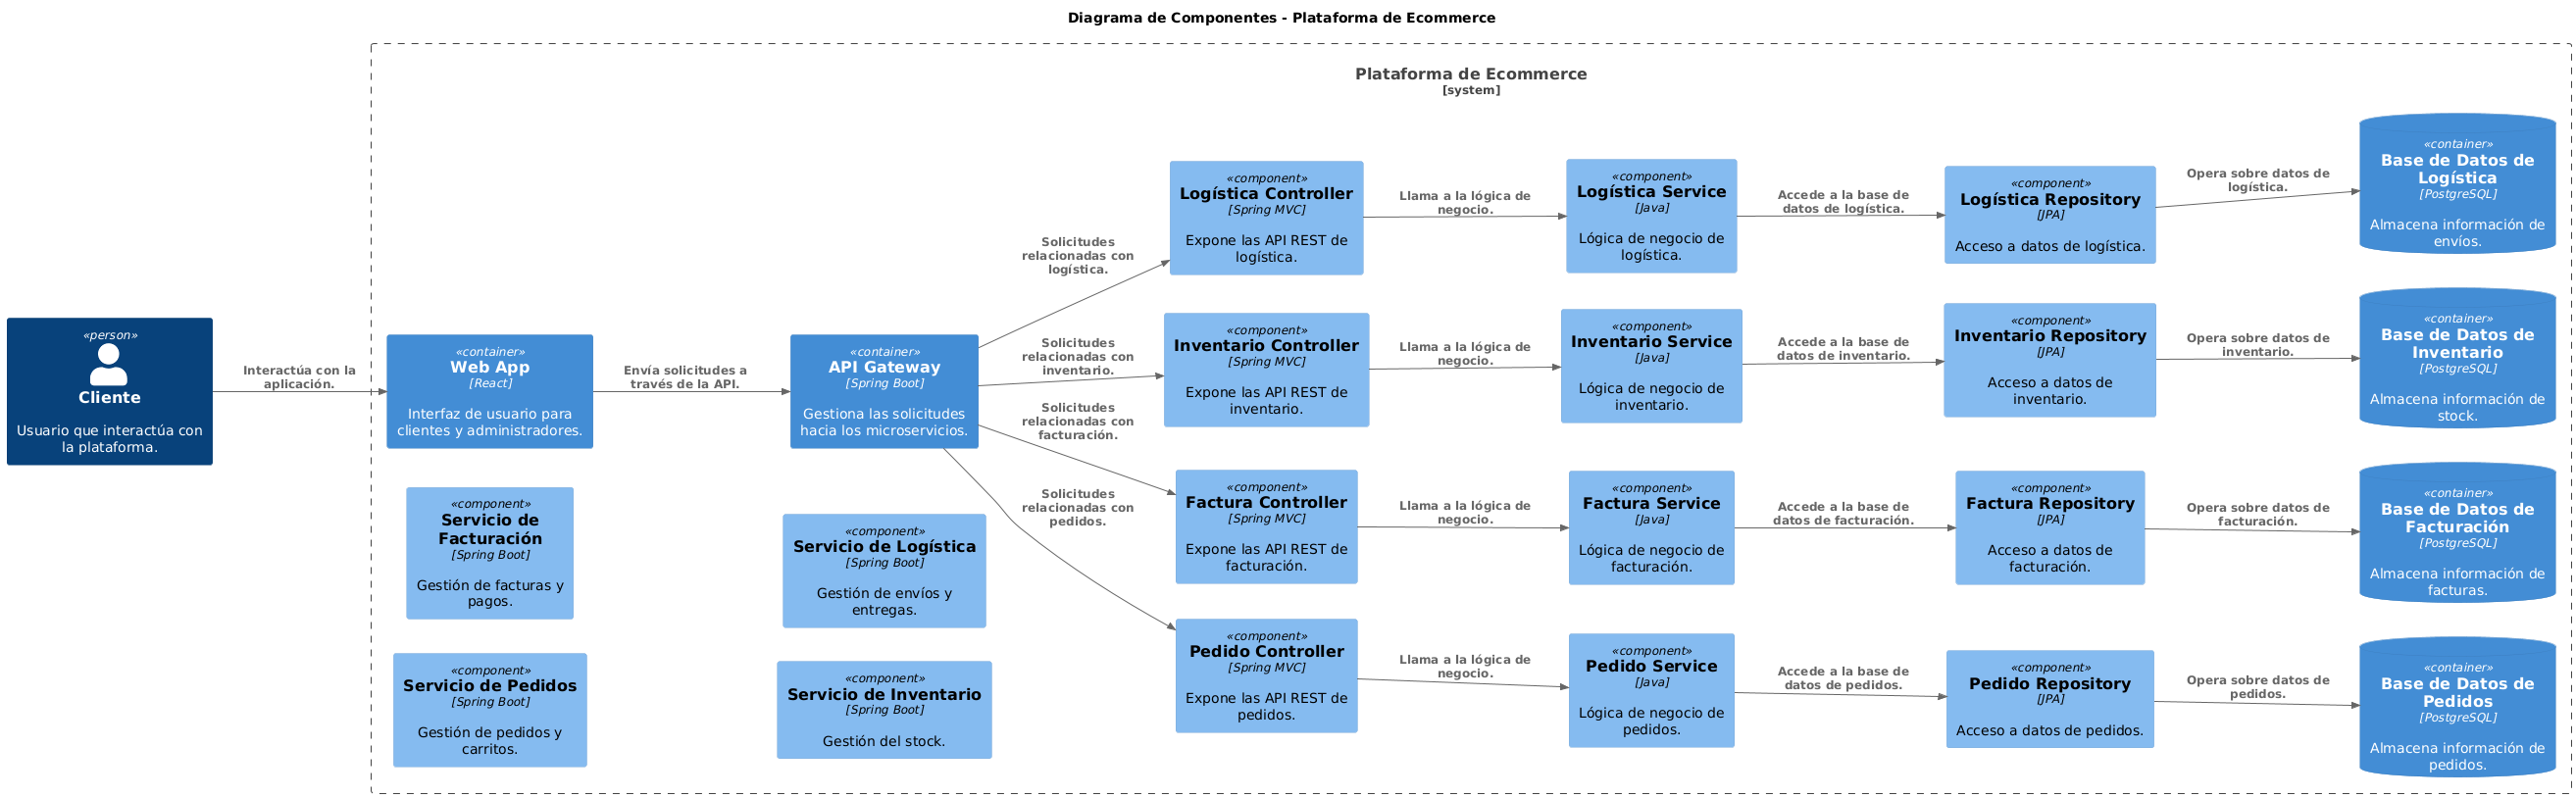 Diagrama de Componentes - Plataforma de Ecommerce
Plataforma de Ecommerce
[system]
«person»
Cliente
Usuario que interactúa con
la plataforma.
Interactúa con la
aplicación.
«container»
Web App
[React]
Interfaz de usuario para
clientes y administradores.
Envía solicitudes a
través de la API.
«container»
API Gateway
[Spring Boot]
Gestiona las solicitudes
hacia los microservicios.
«component»
Servicio de
Facturación
[Spring Boot]
Gestión de facturas y
pagos.
«component»
Servicio de Pedidos
[Spring Boot]
Gestión de pedidos y
carritos.
«component»
Servicio de Logística
[Spring Boot]
Gestión de envíos y
entregas.
«component»
Servicio de Inventario
[Spring Boot]
Gestión del stock.
Solicitudes
relacionadas con
logística.
«component»
Logística Controller
[Spring MVC]
Expone las API REST de
logística.
Llama a la lógica de
negocio.
«component»
Logística Service
[Java]
Lógica de negocio de
logística.
Accede a la base de
datos de logística.
«component»
Logística Repository
[JPA]
Acceso a datos de logística.
Opera sobre datos de
logística.
«container»
Base de Datos de
Logística
[PostgreSQL]
Almacena información de
envíos.
Solicitudes
relacionadas con
inventario.
«component»
Inventario Controller
[Spring MVC]
Expone las API REST de
inventario.
Llama a la lógica de
negocio.
«component»
Inventario Service
[Java]
Lógica de negocio de
inventario.
Accede a la base de
datos de inventario.
«component»
Inventario Repository
[JPA]
Acceso a datos de
inventario.
Opera sobre datos de
inventario.
«container»
Base de Datos de
Inventario
[PostgreSQL]
Almacena información de
stock.
Solicitudes
relacionadas con
facturación.
«component»
Factura Controller
[Spring MVC]
Expone las API REST de
facturación.
Llama a la lógica de
negocio.
«component»
Factura Service
[Java]
Lógica de negocio de
facturación.
Accede a la base de
datos de facturación.
«component»
Factura Repository
[JPA]
Acceso a datos de
facturación.
Opera sobre datos de
facturación.
«container»
Base de Datos de
Facturación
[PostgreSQL]
Almacena información de
facturas.
Solicitudes
relacionadas con
pedidos.
«component»
Pedido Controller
[Spring MVC]
Expone las API REST de
pedidos.
Llama a la lógica de
negocio.
«component»
Pedido Service
[Java]
Lógica de negocio de
pedidos.
Accede a la base de
datos de pedidos.
«component»
Pedido Repository
[JPA]
Acceso a datos de pedidos.
Opera sobre datos de
pedidos.
«container»
Base de Datos de
Pedidos
[PostgreSQL]
Almacena información de
pedidos.